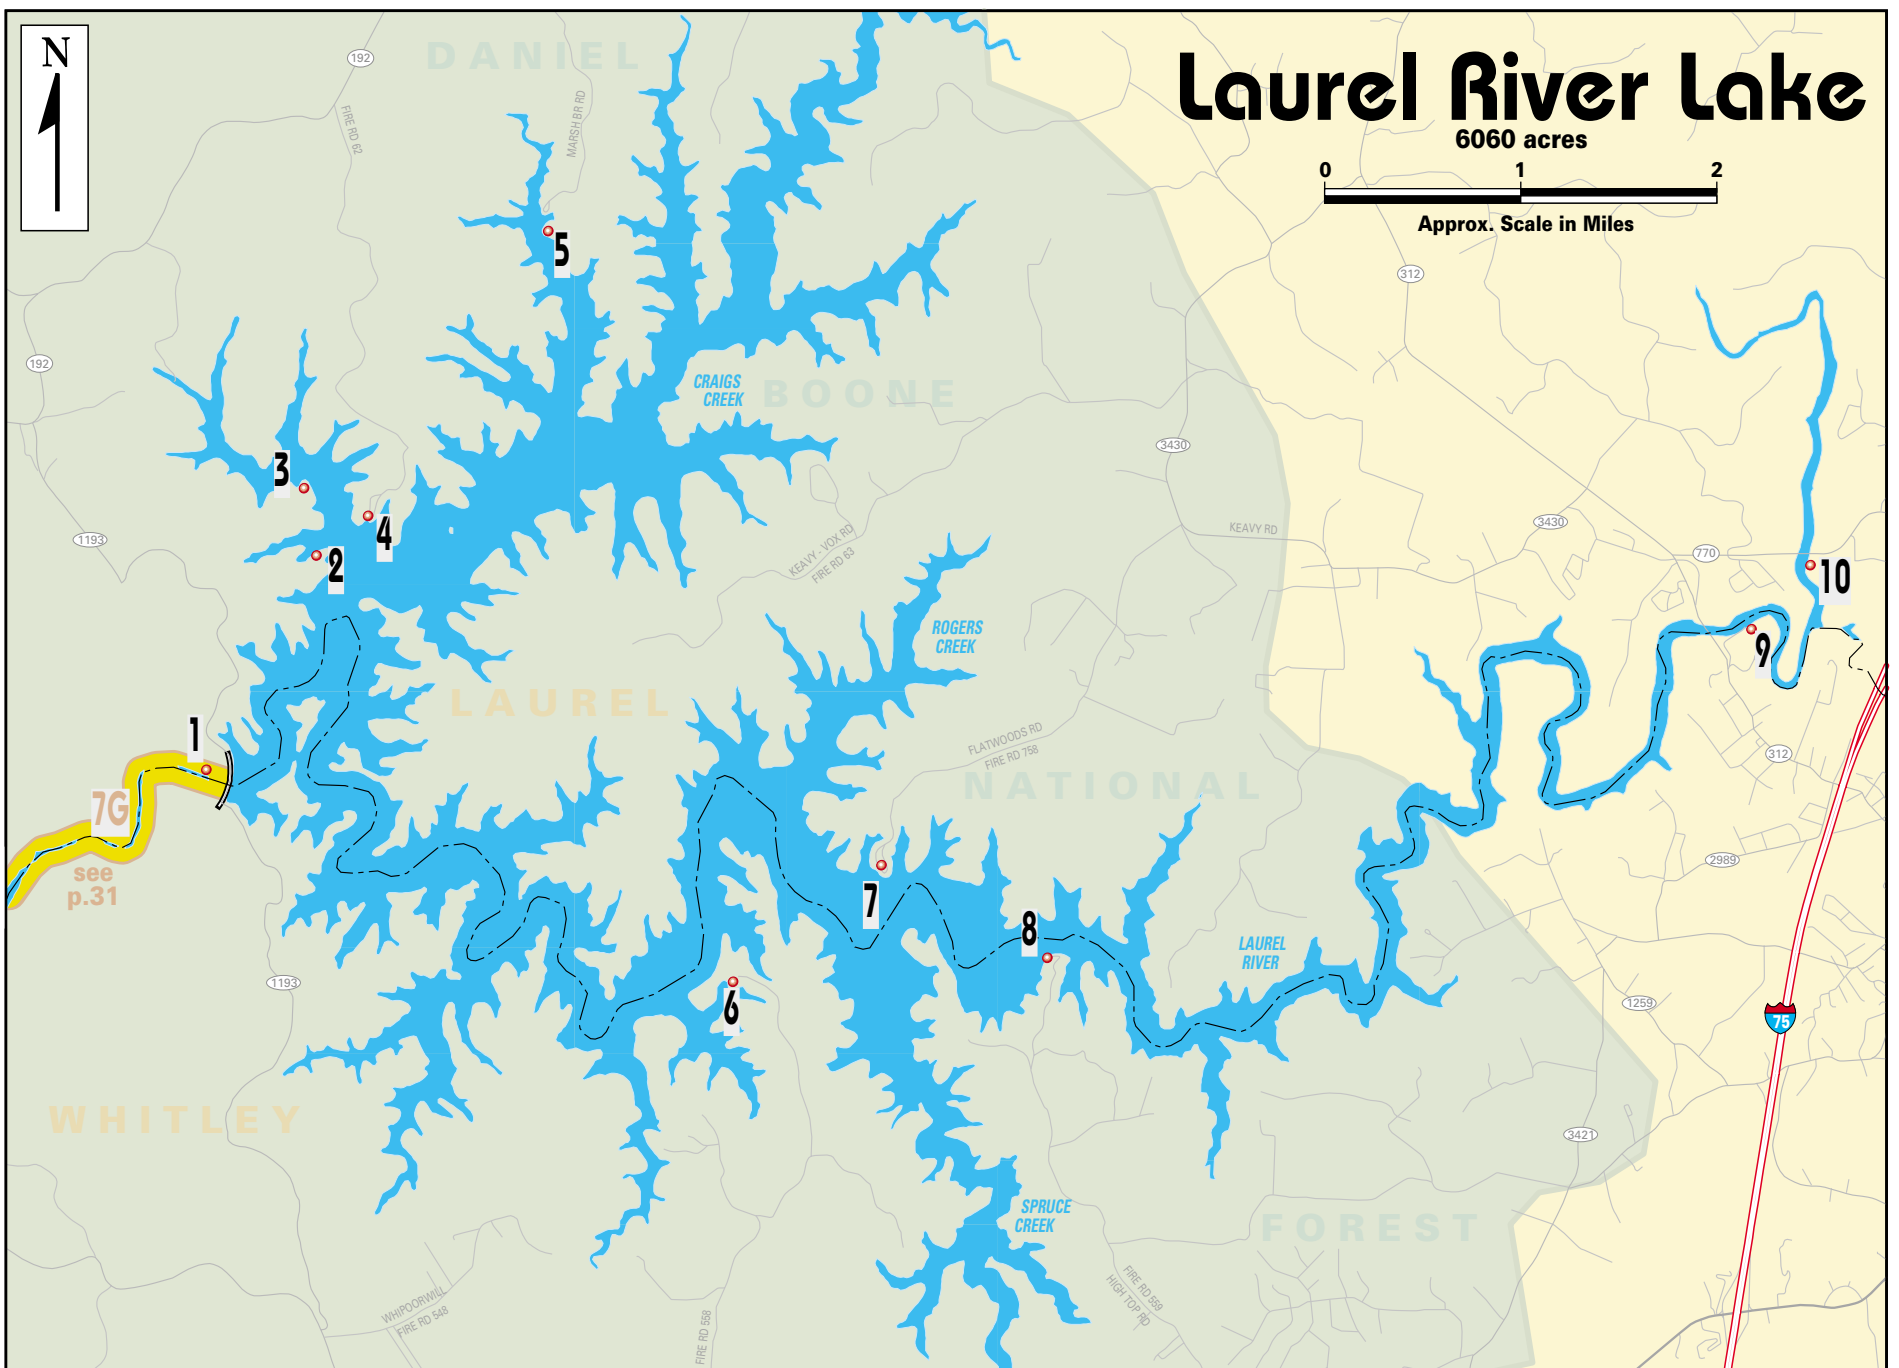 N
Laurel River Lake
6060 acres
0 1 2
Approx. Scale in Miles
DANIEL
192
FIRE RD 62
MARSH BR RD
5
312
192
CRAIGS
CREEK
BOONE
3430
3
4
2
1193
KEAVY - VOX RD
FIRE RD 63
KEAVY RD
3430
770
10
9
ROGERS
CREEK
LAUREL
1
FLATWOODS RD
FIRE RD 758
NATIONAL
312
7G
see
p.31
2989
7
8
LAUREL
RIVER
6
1193
1259
75
WHITLEY
3421
SPRUCE
CREEK
FOREST
WHIPOORWILL
FIRE RD 548
FIRE RD 558
FIRE RD 559
HIGH TOP RD